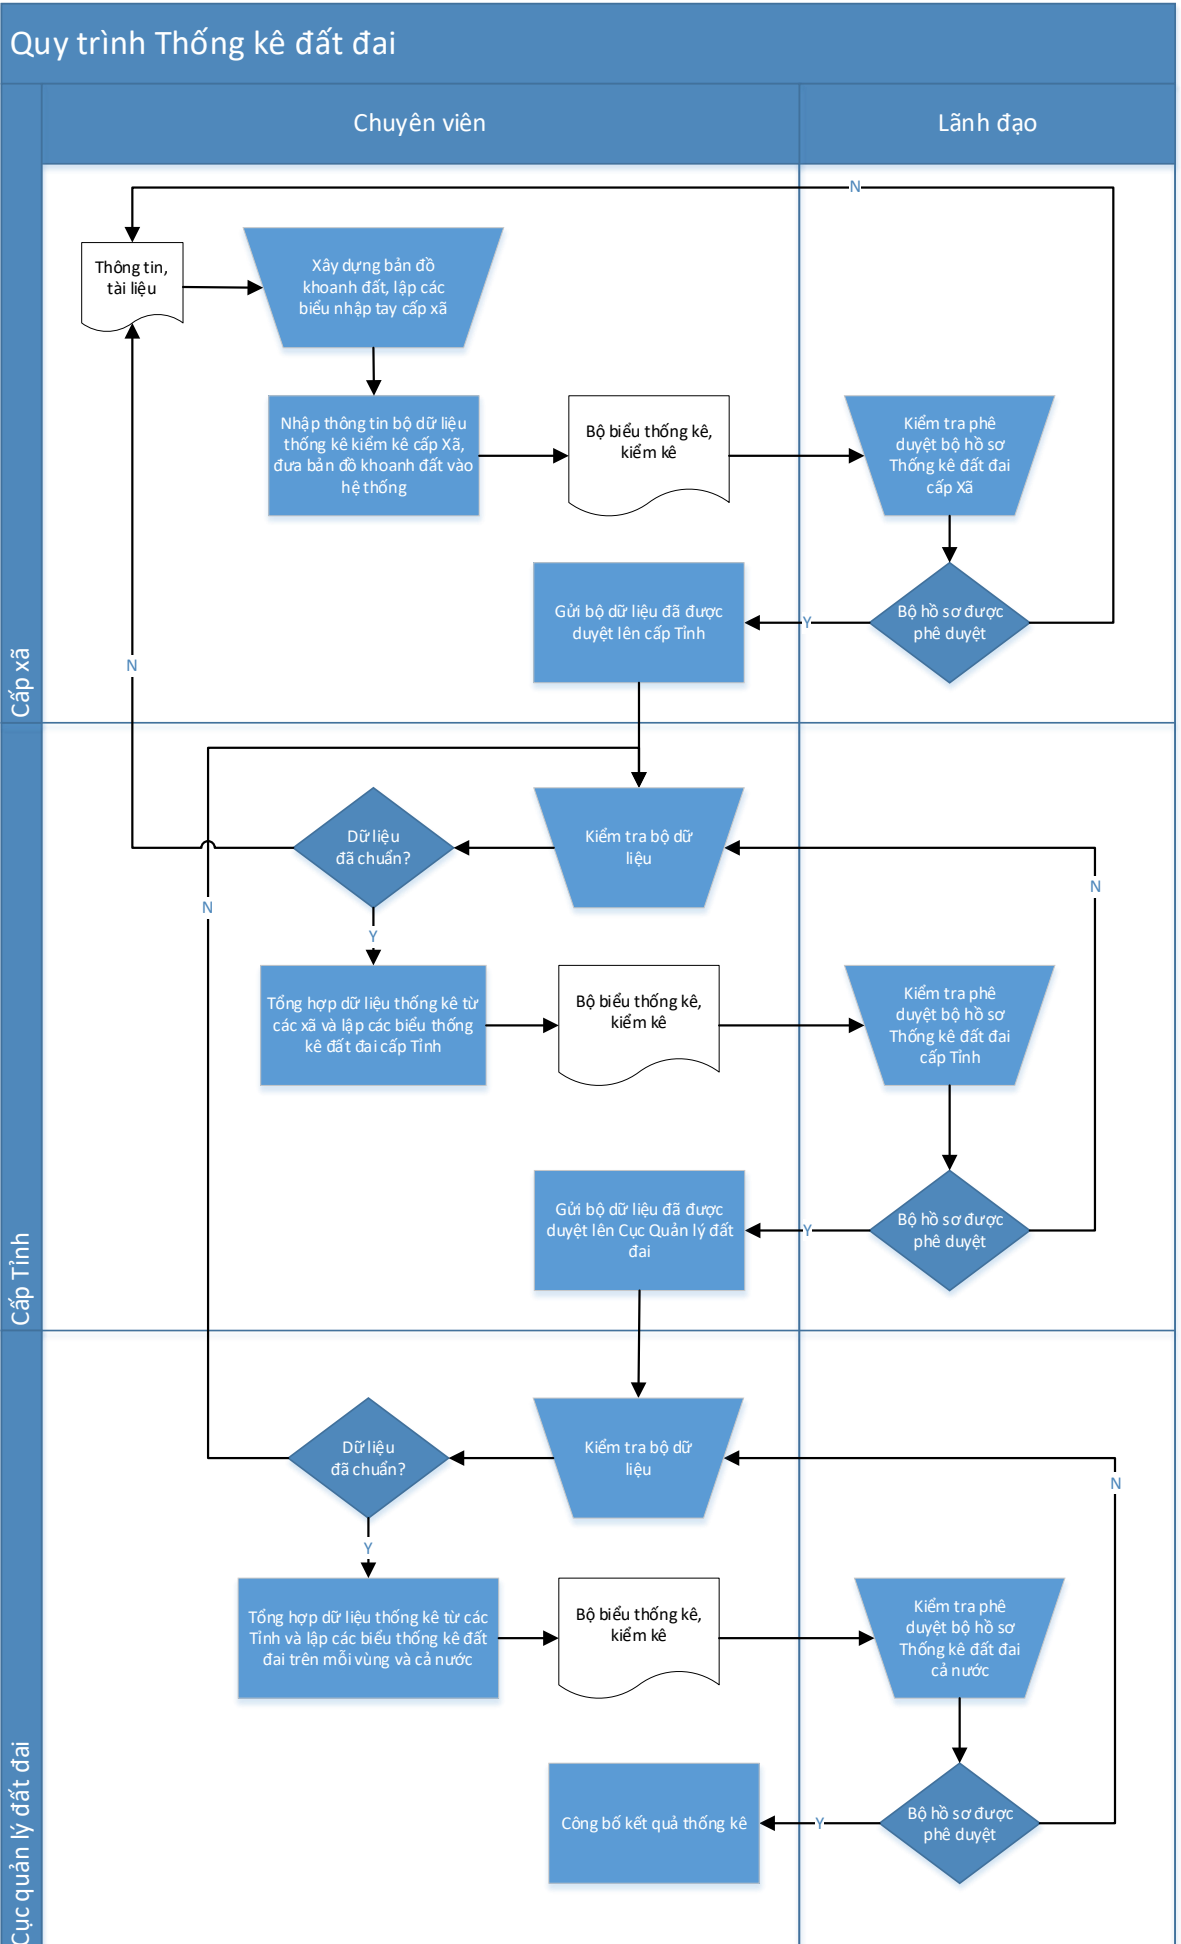 Quy trình Thống kê đất đai
Chuyên viên
Lãnh đạo
Cấp xã
N
Thông tin,
tài liệu
Xây dựng bản đồ
khoanh đất, lập các
biểu nhập tay cấp xã
Nhập thông tin bộ dữ liệu
thống kê kiểm kê cấp Xã,
đưa bản đồ khoanh đất vào
hệ thống
Bộ biểu thống kê,
kiểm kê
Kiểm tra phê
duyệt bộ hồ sơ
Thống kê đất đai
cấp Xã
Gửi bộ dữ liệu đã được
duyệt lên cấp Tỉnh
Y
Bộ hồ sơ được
phê duyệt
N
Cấp Tỉnh
Dữ liệu
đã chuẩn?
Kiểm tra bộ dữ
liệu
N
N
Y
Tổng hợp dữ liệu thống kê từ
các xã và lập các biểu thống
kê đất đai cấp Tỉnh
Bộ biểu thống kê,
kiểm kê
Kiểm tra phê
duyệt bộ hồ sơ
Thống kê đất đai
cấp Tỉnh
Gửi bộ dữ liệu đã được
duyệt lên Cục Quản lý đất
đai
Y
Bộ hồ sơ được
phê duyệt
Cục quản lý đất đai
Dữ liệu
đã chuẩn?
Kiểm tra bộ dữ
liệu
N
Y
Tổng hợp dữ liệu thống kê từ các
Tỉnh và lập các biểu thống kê đất
đai trên mỗi vùng và cả nước
Bộ biểu thống kê,
kiểm kê
Kiểm tra phê
duyệt bộ hồ sơ
Thống kê đất đai
cả nước
Công bố kết quả thống kê
Y
Bộ hồ sơ được
phê duyệt